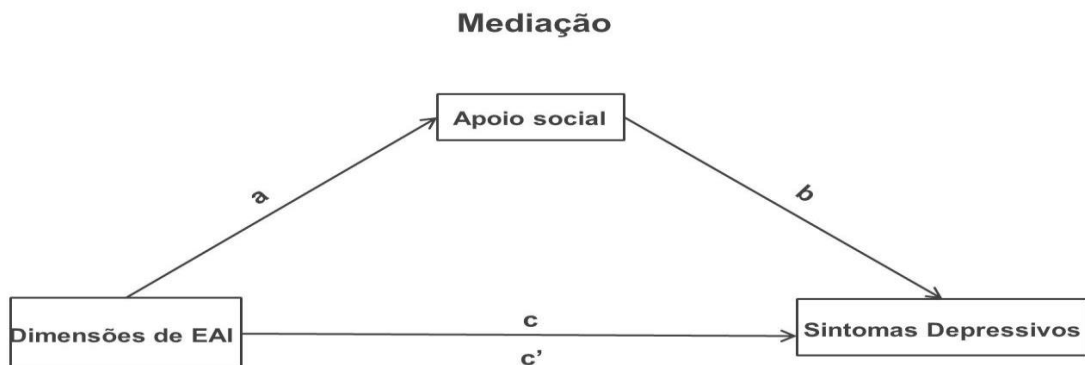 Mediação
Apoio social
a
b
Dimensões de EAI
c
c’
Sintomas Depressivos